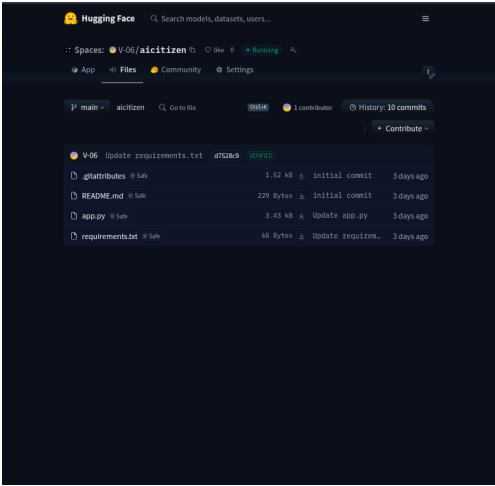 Hugging Face Search models, datasets, users...
Spaces: V-06/aicitizen like 0 Running
App Files Community Settings
main aicitizen Go to file Ctrl+K 1 contributor History: 10 commits
Contribute
V-06 Update requirements.txt d7528c9 VERIFIED
.gitattributes Safe 1.52 kB initial commit 3 days ago
README.md Safe 229 Bytes initial commit 3 days ago
app.py Safe 3.43 kB Update app.py 3 days ago
requirements.txt Safe 65 Bytes Update requirem… 3 days ago